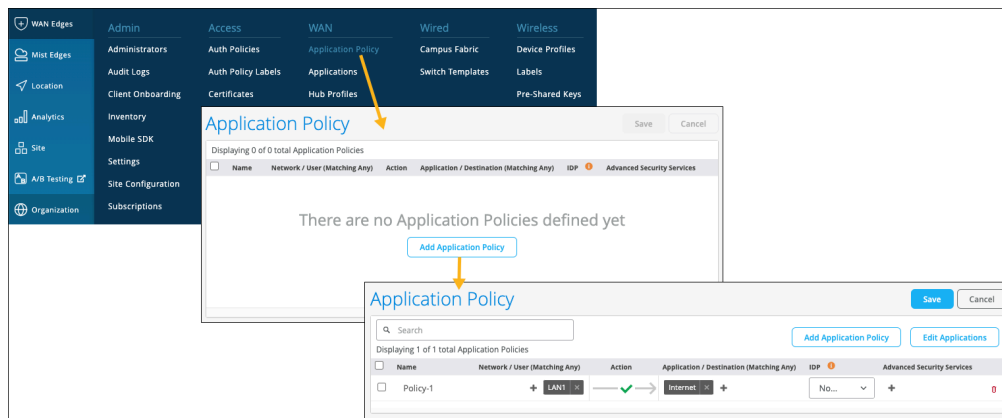 WAN Edges
Mist Edges
Location
Analytics
Site
A/B Testing
Organization
Admin
Administrators
Audit Logs
Client Onboarding
Inventory
Mobile SDK
Settings
Site Configuration
Subscriptions
Access
Auth Policies
Auth Policy Labels
Certificates
WAN
Application Policy
Applications
Hub Profiles
Wired
Campus Fabric
Switch Templates
Wireless
Device Profiles
Labels
Pre-Shared Keys
Application Policy
Save Cancel
Displaying 0 of 0 total Application Policies
Name Network / User (Matching Any) Action Application / Destination (Matching Any) IDP Advanced Security Services
There are no Application Policies defined yet
Add Application Policy
Application Policy
Save Cancel
Search
Add Application Policy Edit Applications
Displaying 1 of 1 total Application Policies
Name Network / User (Matching Any) Action Application / Destination (Matching Any) IDP Advanced Security Services
Policy-1 + LAN1 × Internet × + No... + 0